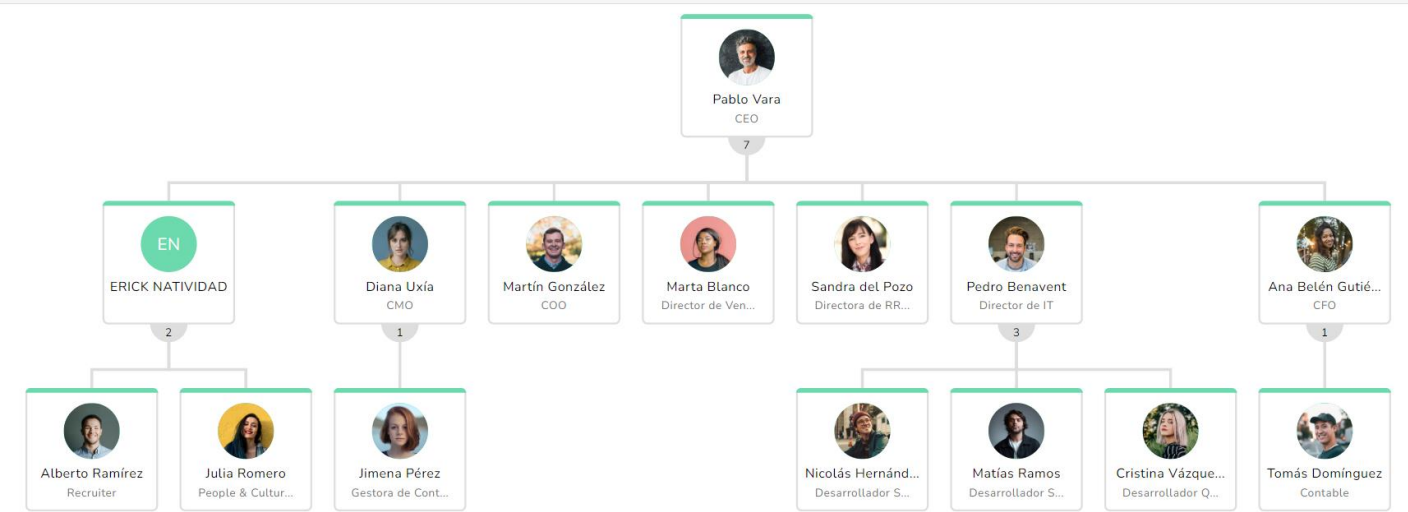 Pablo Vara
CEO
7
EN
ERICK NATIVIDAD
2
Diana Uxía
CMO
1
Martín González
COO
Marta Blanco
Director de Ven...
Sandra del Pozo
Directora de RR...
Pedro Benavent
Director de IT
3
Ana Belén Gutié...
CFO
1
Alberto Ramírez
Recruiter
Julia Romero
People & Cultur...
Jimena Pérez
Gestora de Cont...
Nicolás Hernánd...
Desarrollador S...
Matías Ramos
Desarrollador S...
Cristina Vázque...
Desarrollador Q...
Tomás Domínguez
Contable